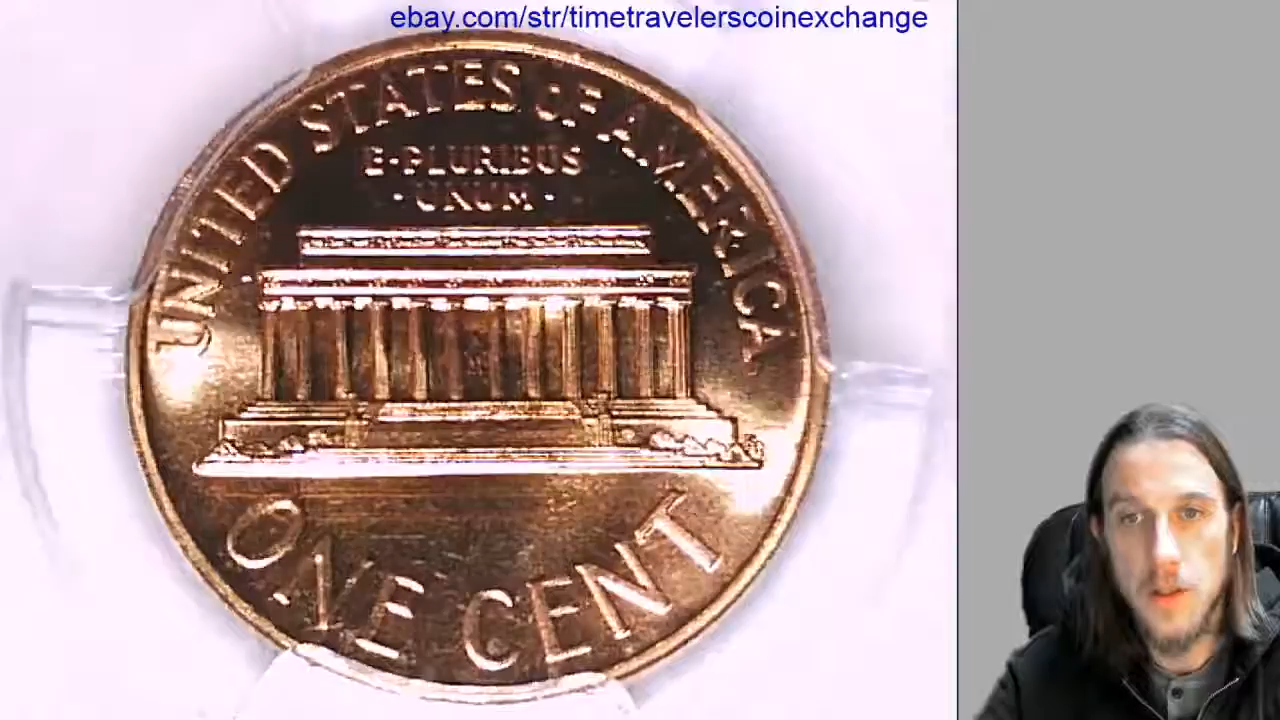 ebay.com/str/timetravelerscoinexchange
UNITED STATES OF AMERICA
E·PLURIBUS
·UNUM·
ONE CENT